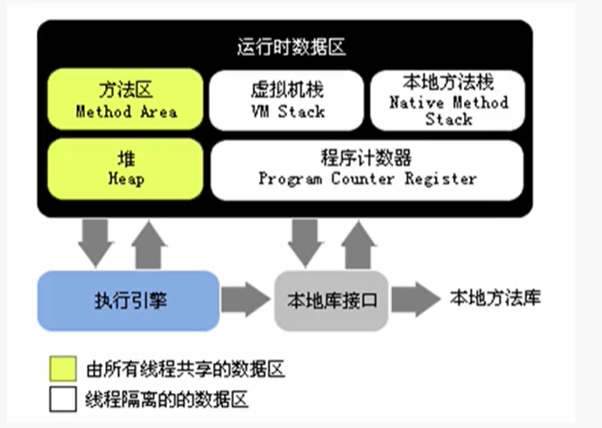 运行时数据区
方法区
Method Area
虚拟机栈
VM Stack
本地方法栈
Native Method
Stack
堆
Heap
程序计数器
Program Counter Register
执行引擎
本地库接口
本地方法库
由所有线程共享的数据区
线程隔离的的数据区